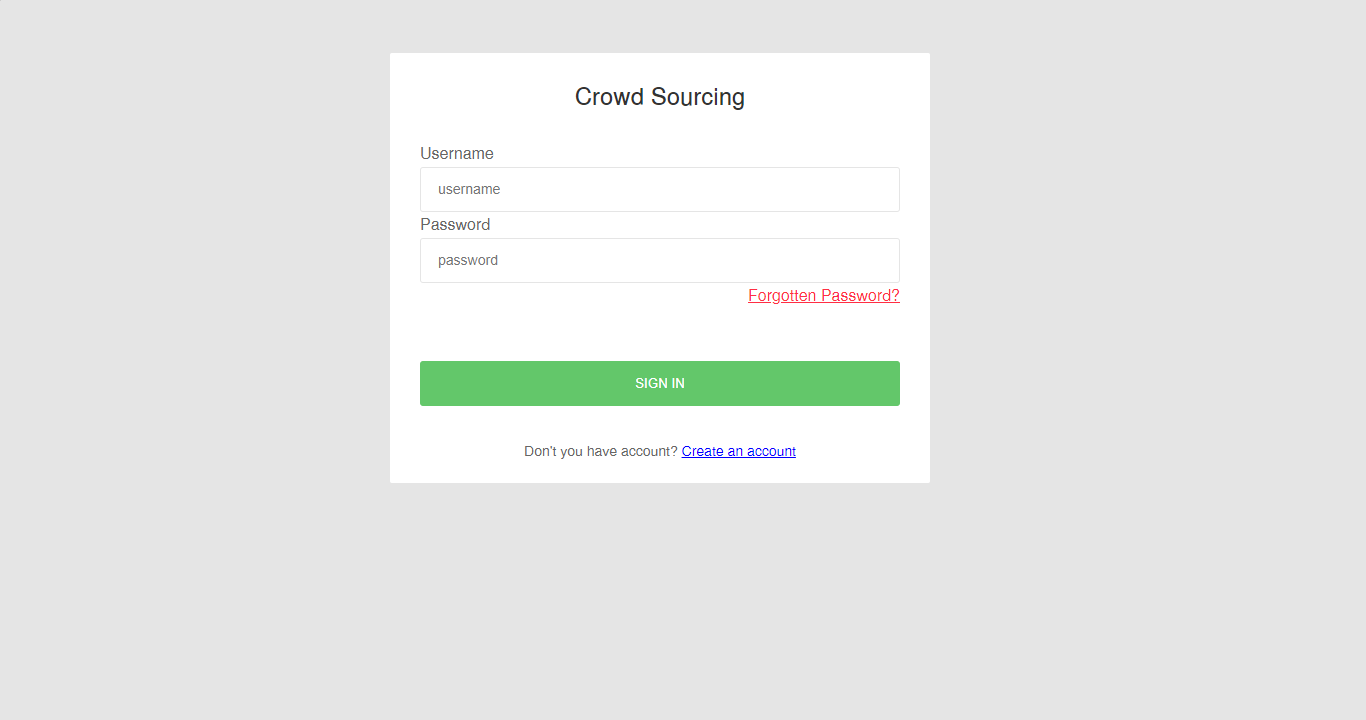 Crowd Sourcing
Username
username
Password
password
Forgotten Password?
SIGN IN
Don't you have account? Create an account